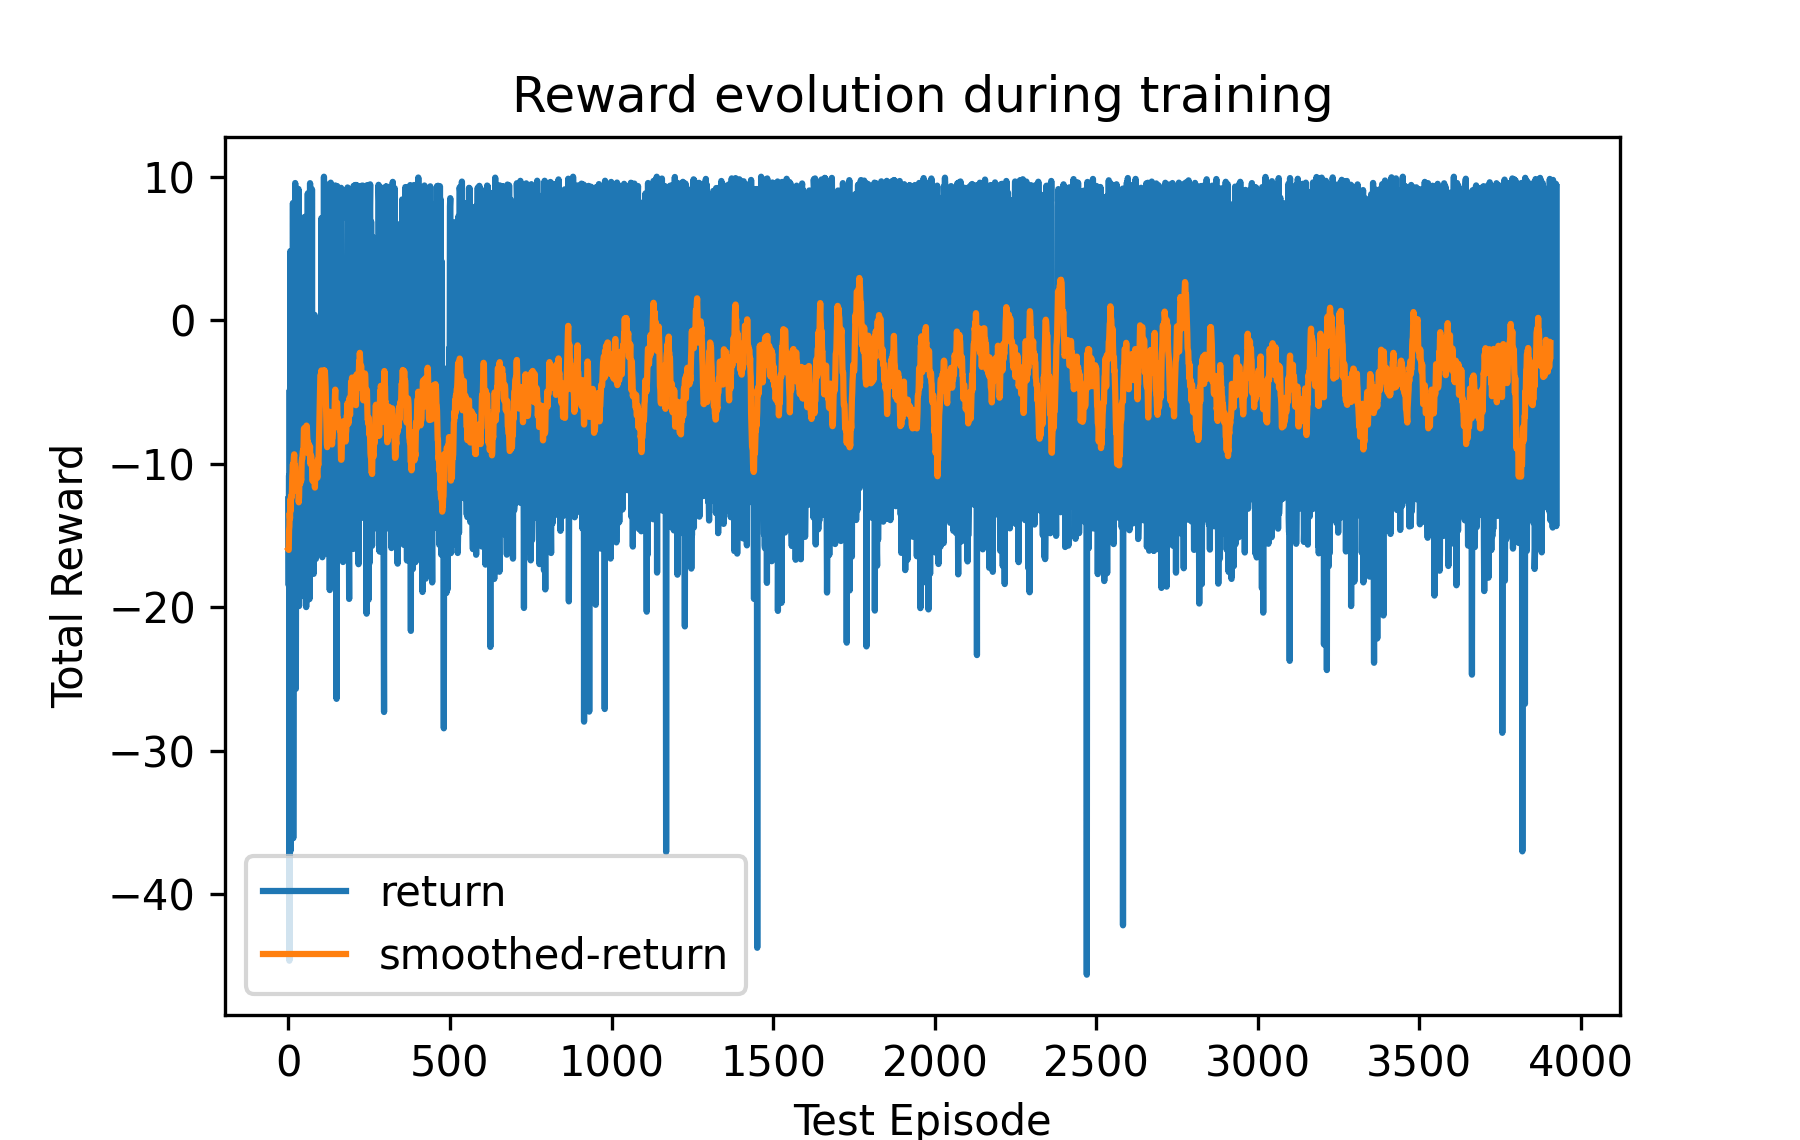 Reward evolution during training
10
0
−10
−20
−30
−40
Total Reward
return
smoothed-return
0 500 1000 1500 2000 2500 3000 3500 4000
Test Episode